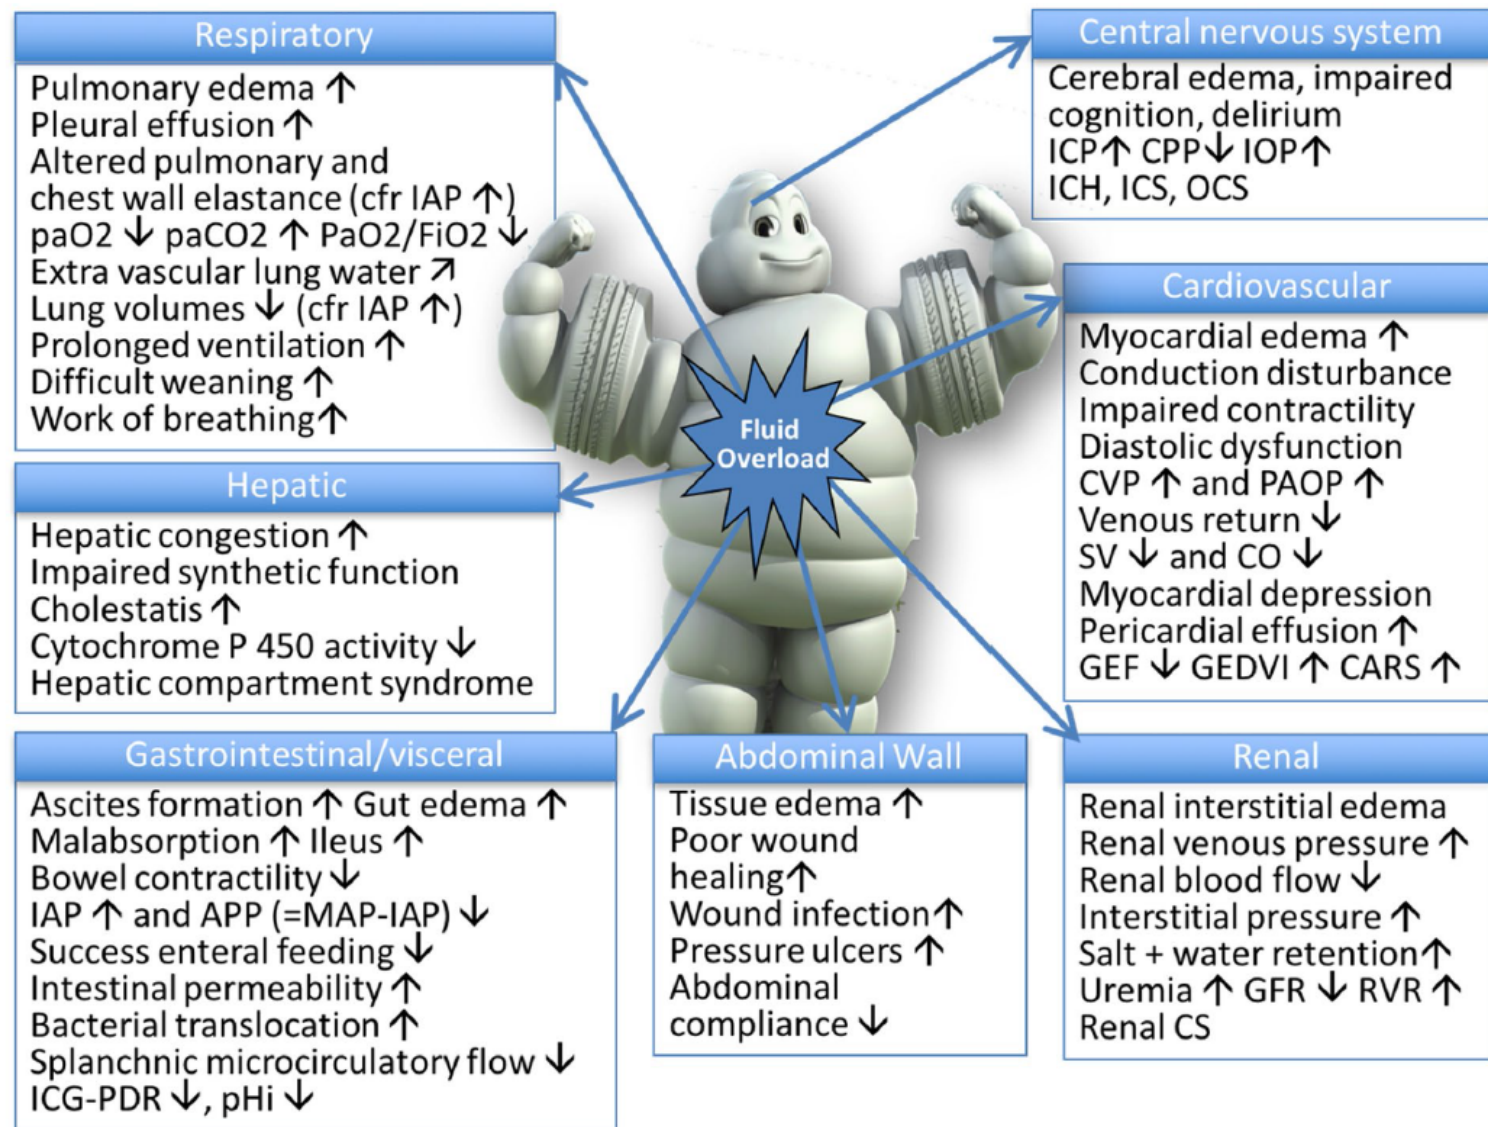 Respiratory
Pulmonary edema ↑
Pleural effusion ↑
Altered pulmonary and
chest wall elastance (cfr IAP ↑)
paO2 ↓ paCO2 ↑ PaO2/FiO2 ↓
Extra vascular lung water ↗
Lung volumes ↓ (cfr IAP ↑)
Prolonged ventilation ↑
Difficult weaning ↑
Work of breathing↑
Hepatic
Hepatic congestion ↑
Impaired synthetic function
Cholestatis ↑
Cytochrome P 450 activity ↓
Hepatic compartment syndrome
Gastrointestinal/visceral
Ascites formation ↑ Gut edema ↑
Malabsorption ↑ Ileus ↑
Bowel contractility ↓
IAP ↑ and APP (=MAP-IAP) ↓
Success enteral feeding ↓
Intestinal permeability ↑
Bacterial translocation ↑
Splanchnic microcirculatory flow ↓
ICG-PDR ↓, pHi ↓
Fluid
Overload
Abdominal Wall
Tissue edema ↑
Poor wound
healing↑
Wound infection↑
Pressure ulcers ↑
Abdominal
compliance ↓
Central nervous system
Cerebral edema, impaired
cognition, delirium
ICP↑ CPP↓ IOP↑
ICH, ICS, OCS
Cardiovascular
Myocardial edema ↑
Conduction disturbance
Impaired contractility
Diastolic dysfunction
CVP ↑ and PAOP ↑
Venous return ↓
SV ↓ and CO ↓
Myocardial depression
Pericardial effusion ↑
GEF ↓ GEDVI ↑ CARS ↑
Renal
Renal interstitial edema
Renal venous pressure ↑
Renal blood flow ↓
Interstitial pressure ↑
Salt + water retention↑
Uremia ↑ GFR ↓ RVR ↑
Renal CS